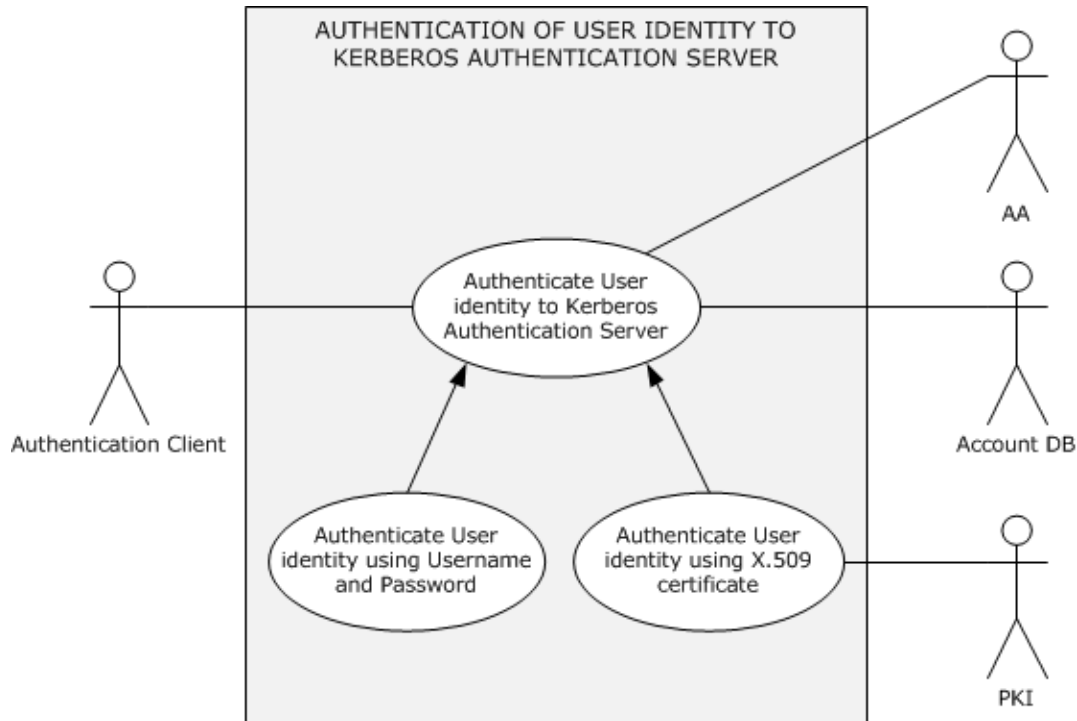 AUTHENTICATION OF USER IDENTITY TO
KERBEROS AUTHENTICATION SERVER
AA
Authenticate User
identity to Kerberos
Authentication Server
Authentication Client
Account DB
Authenticate User
identity using Username
and Password
Authenticate User
identity using X.509
certificate
PKI